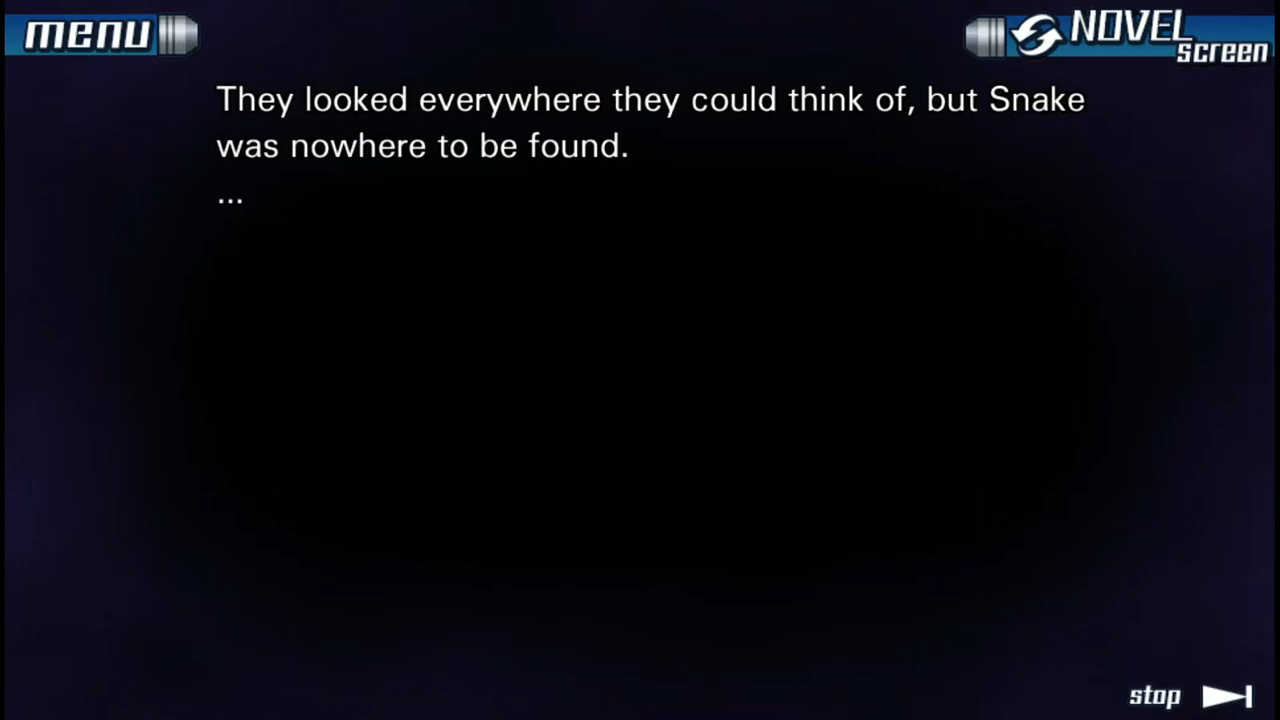 menu
NOVEL
screen
They looked everywhere they could think of, but Snake
was nowhere to be found.
...
stop